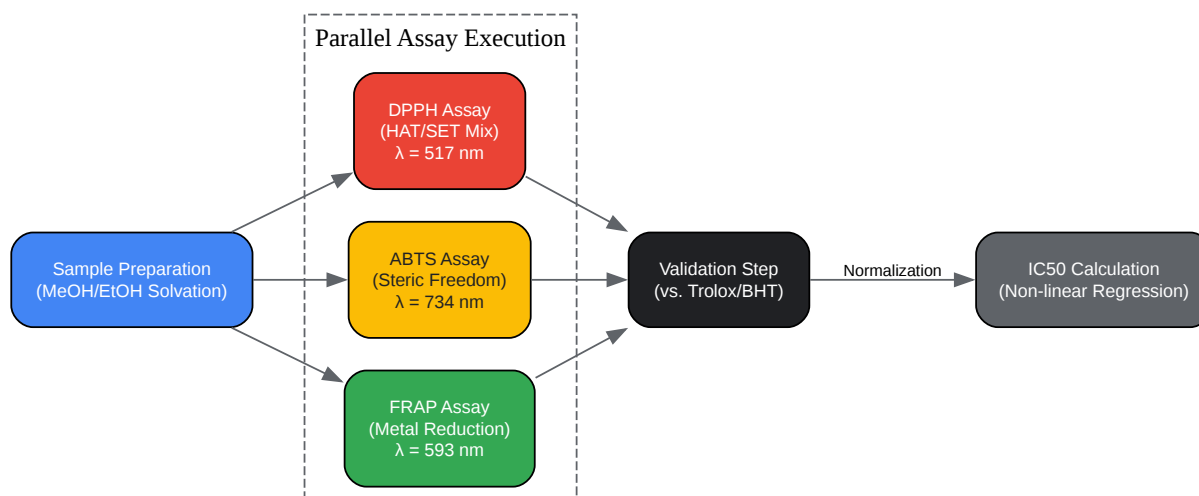 Parallel Assay Execution
DPPH Assay
(HAT/SET Mix)
λ = 517 nm
Sample Preparation
(MeOH/EtOH Solvation)
ABTS Assay
(Steric Freedom)
λ = 734 nm
FRAP Assay
(Metal Reduction)
λ = 593 nm
Validation Step
(vs. Trolox/BHT)
Normalization
IC50 Calculation
(Non-linear Regression)